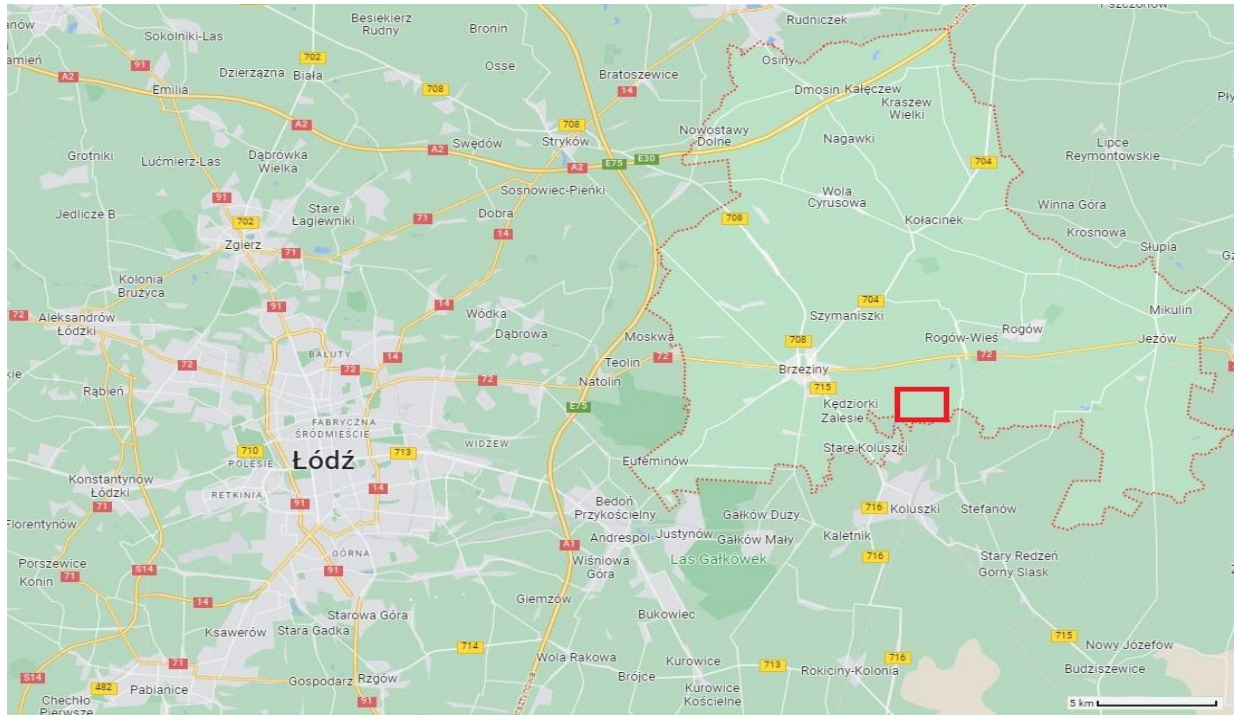 Besiekierz
Rudny
Bronin
Rudniczek
Sokolniki-Las
91
702
Osiny
A2
Dzierżązna
Biała
Osse
Bratoszewice
Emilia
708
14
Dmosin
Kałęczew
Kraszew
Wielki
A2
708
Stryków
Nowostawy
Dolne
Nagawki
Grotniki
Lućmierz-Las
Dąbrówka
Wielka
A2
Swędów
A2
E75
E30
704
Lipce
Reymontowskie
91
Sosnowiec-Pieńki
Wola
Cyrusowa
Jedlicze B
702
Stare
Łagiewniki
71
Dobra
708
Kołacinek
Winna Góra
Krosnowa
Zgierz
71
14
Słupia
Kolonia
Brużyca
91
14
704
Mikulin
72
Aleksandrów
Łódzki
Wódka
Szymaniszki
Dąbrowa
Moskwa
708
Rogów-Wieś
Rogów
Jeżów
BAŁUTY
14
72
72
Teolin
72
72
Brzeziny
Rąbień
72
Natolin
715
E75
Kędziorki
Zalesie
FABRYCZNA
ŚRÓDMIEŚCIE
710
POLESIE
Łódź
713
WIDZEW
Stare Koluszki
Eufeminów
Konstantynów
Łódzki
71
RETKINIA
14
91
Bedoń
Przykościelny
Gałków Duży
716
Koluszki
Stefanów
Florentynów
Andrespol
Justynów
Gałków Mały
Kaletnik
GÓRNA
A1
Wiśniowa
Góra
Las Gałkówek
716
Stary Redzeń
Gorny Slask
Porszewice
Konin
71
S14
91
14
Giemzów
Starowa Góra
Bukowiec
Ksawerów
Stara Gadka
714
715
Nowy Józefów
71
Wola Rakowa
Kurowice
713
716
Rokiciny-Kolonia
Budziszewice
S14
482
Pabianice
Gospodarz
Rzgów
Brójce
Kurowice
Kościelne
91
Chechło
Pierwsze
5 km